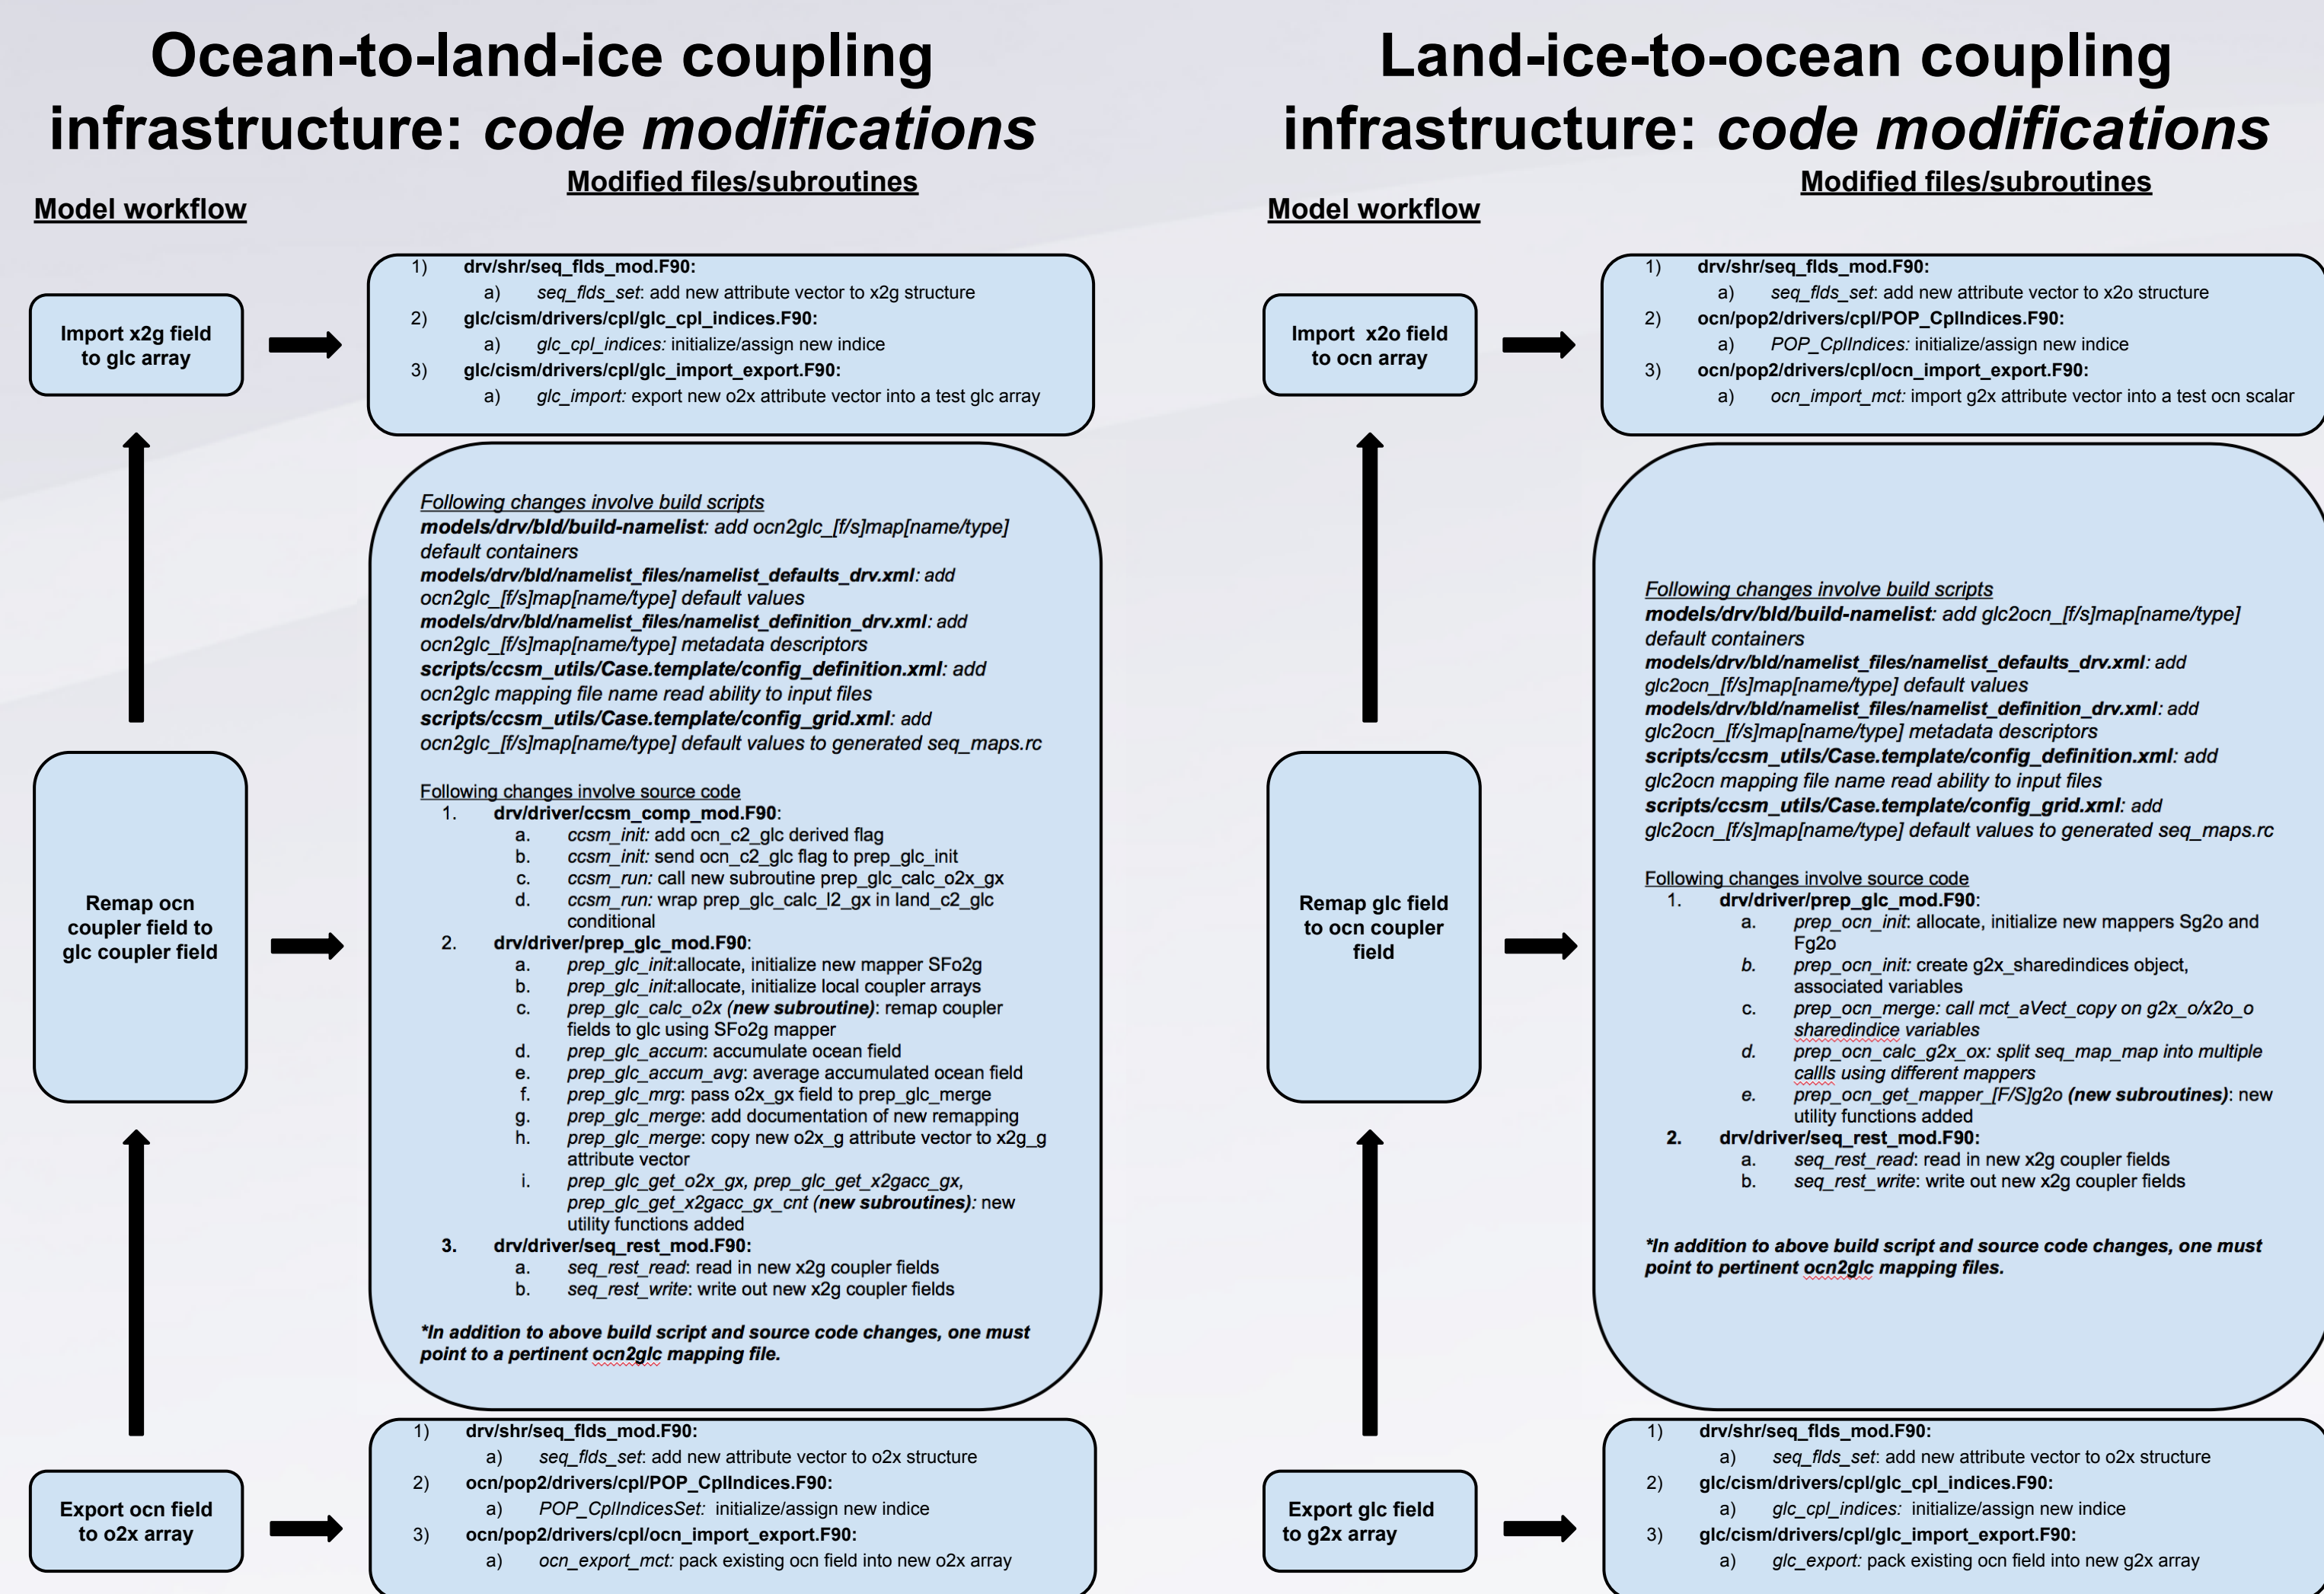 Ocean-to-land-ice coupling
infrastructure: code modifications
Modified files/subroutines
Model workflow
Import x2g field
to glc array
1) drv/shr/seq_flds_mod.F90:
a) seq_flds_set: add new attribute vector to x2g structure
2) glc/cism/drivers/cpl/glc_cpl_indices.F90:
a) glc_cpl_indices: initialize/assign new indice
3) glc/cism/drivers/cpl/glc_import_export.F90:
a) glc_import: export new o2x attribute vector into a test glc array
Remap ocn
coupler field to
glc coupler field
Following changes involve build scripts
models/drv/bld/build-namelist: add ocn2glc_[f/s]map[name/type]
default containers
models/drv/bld/namelist_files/namelist_defaults_drv.xml: add
ocn2glc_[f/s]map[name/type] default values
models/drv/bld/namelist_files/namelist_definition_drv.xml: add
ocn2glc_[f/s]map[name/type] metadata descriptors
scripts/ccsm_utils/Case.template/config_definition.xml: add
ocn2glc mapping file name read ability to input files
scripts/ccsm_utils/Case.template/config_grid.xml: add
ocn2glc_[f/s]map[name/type] default values to generated seq_maps.rc
Following changes involve source code
1. drv/driver/ccsm_comp_mod.F90:
a. ccsm_init: add ocn_c2_glc derived flag
b. ccsm_init: send ocn_c2_glc flag to prep_glc_init
c. ccsm_run: call new subroutine prep_glc_calc_o2x_gx
d. ccsm_run: wrap prep_glc_calc_l2_gx in land_c2_glc
conditional
2. drv/driver/prep_glc_mod.F90:
a. prep_glc_init:allocate, initialize new mapper SFo2g
b. prep_glc_init:allocate, initialize local coupler arrays
c. prep_glc_calc_o2x (new subroutine): remap coupler
fields to glc using SFo2g mapper
d. prep_glc_accum: accumulate ocean field
e. prep_glc_accum_avg: average accumulated ocean field
f. prep_glc_mrg: pass o2x_gx field to prep_glc_merge
g. prep_glc_merge: add documentation of new remapping
h. prep_glc_merge: copy new o2x_g attribute vector to x2g_g
attribute vector
i. prep_glc_get_o2x_gx, prep_glc_get_x2gacc_gx,
prep_glc_get_x2gacc_gx_cnt (new subroutines): new
utility functions added
3. drv/driver/seq_rest_mod.F90:
a. seq_rest_read: read in new x2g coupler fields
b. seq_rest_write: write out new x2g coupler fields
*In addition to above build script and source code changes, one must
point to a pertinent ocn2glc mapping file.
Export ocn field
to o2x array
1) drv/shr/seq_flds_mod.F90:
a) seq_flds_set: add new attribute vector to o2x structure
2) ocn/pop2/drivers/cpl/POP_CplIndices.F90:
a) POP_CplIndicesSet: initialize/assign new indice
3) ocn/pop2/drivers/cpl/ocn_import_export.F90:
a) ocn_export_mct: pack existing ocn field into new o2x array
Land-ice-to-ocean coupling
infrastructure: code modifications
Modified files/subroutines
Model workflow
Import x2o field
to ocn array
1) drv/shr/seq_flds_mod.F90:
a) seq_flds_set: add new attribute vector to x2o structure
2) ocn/pop2/drivers/cpl/POP_CplIndices.F90:
a) POP_CplIndices: initialize/assign new indice
3) ocn/pop2/drivers/cpl/ocn_import_export.F90:
a) ocn_import_mct: import g2x attribute vector into a test ocn scalar
Remap glc field
to ocn coupler
field
Following changes involve build scripts
models/drv/bld/build-namelist: add glc2ocn_[f/s]map[name/type]
default containers
models/drv/bld/namelist_files/namelist_defaults_drv.xml: add
glc2ocn_[f/s]map[name/type] default values
models/drv/bld/namelist_files/namelist_definition_drv.xml: add
glc2ocn_[f/s]map[name/type] metadata descriptors
scripts/ccsm_utils/Case.template/config_definition.xml: add
glc2ocn mapping file name read ability to input files
scripts/ccsm_utils/Case.template/config_grid.xml: add
glc2ocn_[f/s]map[name/type] default values to generated seq_maps.rc
Following changes involve source code
1. drv/driver/prep_glc_mod.F90:
a. prep_ocn_init: allocate, initialize new mappers Sg2o and
Fg2o
b. prep_ocn_init: create g2x_sharedindices object,
associated variables
c. prep_ocn_merge: call mct_aVect_copy on g2x_o/x2o_o
sharedindice variables
d. prep_ocn_calc_g2x_ox: split seq_map_map into multiple
callls using different mappers
e. prep_ocn_get_mapper_[F/S]g2o (new subroutines): new
utility functions added
2. drv/driver/seq_rest_mod.F90:
a. seq_rest_read: read in new x2g coupler fields
b. seq_rest_write: write out new x2g coupler fields
*In addition to above build script and source code changes, one must
point to pertinent ocn2glc mapping files.
Export glc field
to g2x array
1) drv/shr/seq_flds_mod.F90:
a) seq_flds_set: add new attribute vector to o2x structure
2) glc/cism/drivers/cpl/glc_cpl_indices.F90:
a) glc_cpl_indices: initialize/assign new indice
3) glc/cism/drivers/cpl/glc_import_export.F90:
a) glc_export: pack existing ocn field into new g2x array